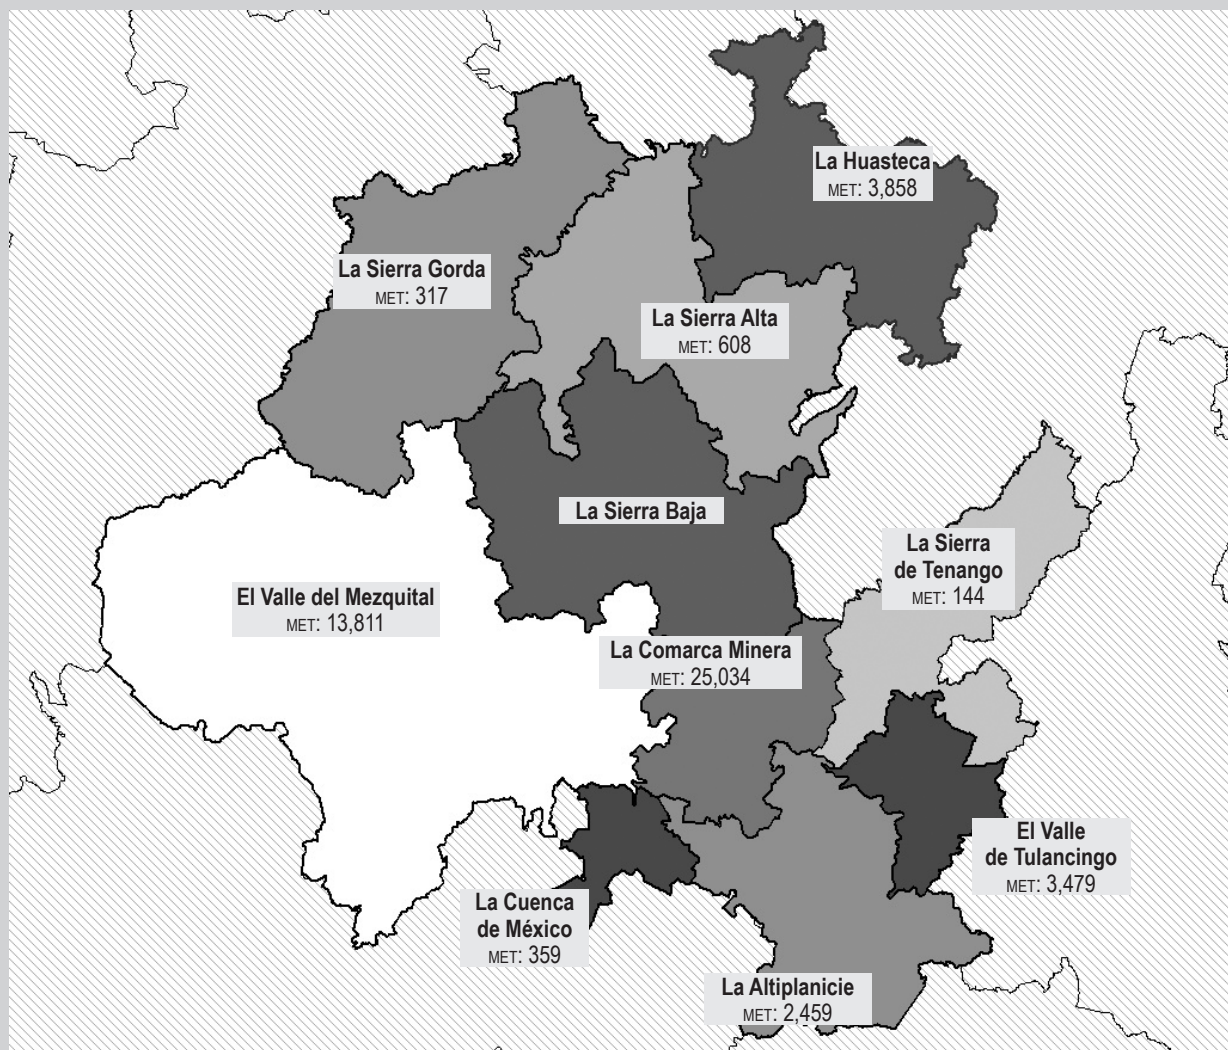 La Huasteca
MET: 3,858
La Sierra Gorda
MET: 317
La Sierra Alta
MET: 608
La Sierra Baja
La Sierra
de Tenango
MET: 144
El Valle del Mezquital
MET: 13,811
La Comarca Minera
MET: 25,034
El Valle
de Tulancingo
MET: 3,479
La Cuenca
de México
MET: 359
La Altiplanicie
MET: 2,459